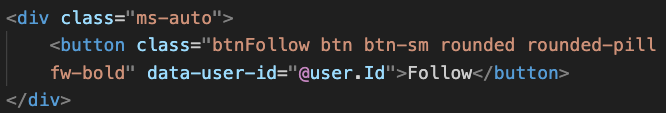 <div class="ms-auto">
    <button class="btnFollow btn btn-sm rounded rounded-pill
    fw-bold" data-user-id="@user.Id">Follow</button>
</div>